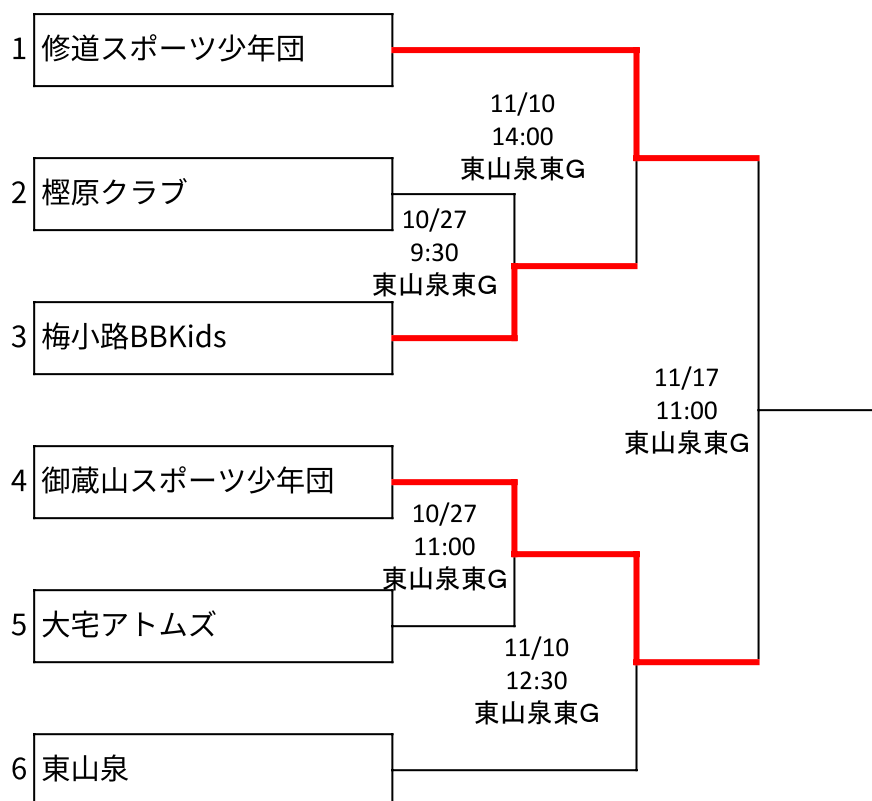 1 修道スポーツ少年団
11/10
14:00
東山泉東G
2 樫原クラブ
10/27
9:30
東山泉東G
3 梅小路BBKids
11/17
11:00
東山泉東G
4 御蔵山スポーツ少年団
10/27
11:00
東山泉東G
5 大宅アトムズ
11/10
12:30
東山泉東G
6 東山泉